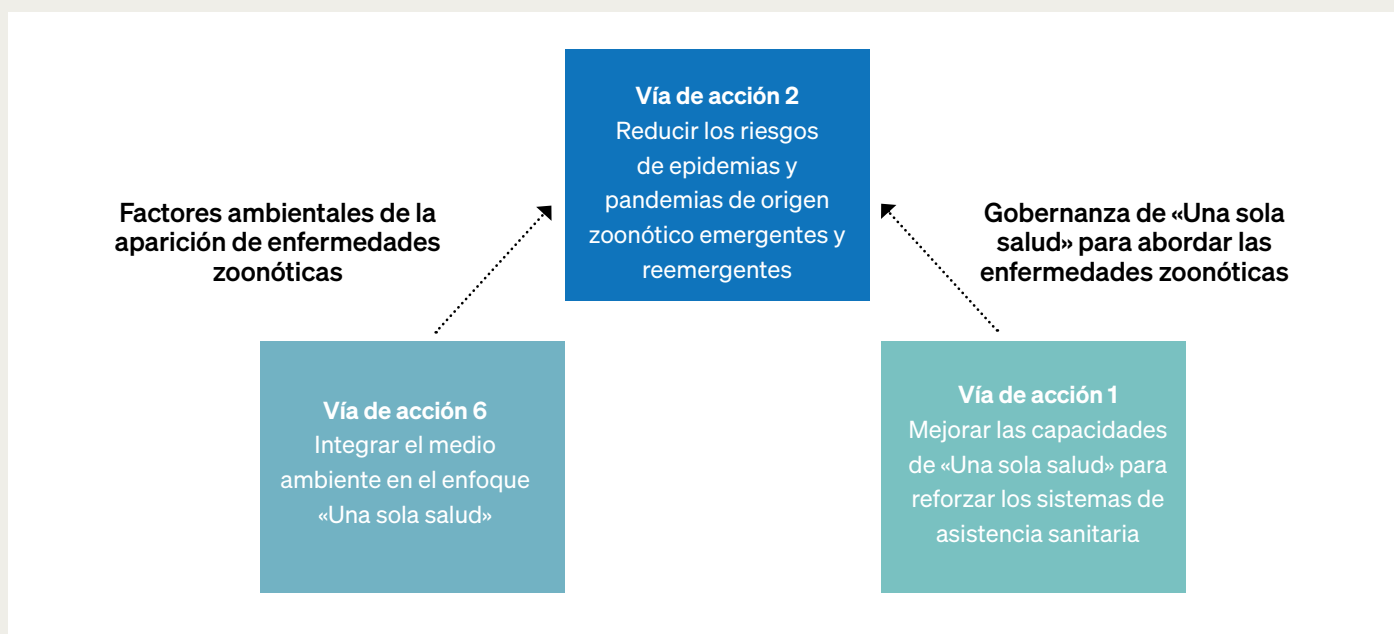 Vía de acción 2
Reducir los riesgos
de epidemias y
pandemias de origen
zoonótico emergentes y
reemergentes
Factores ambientales de la
aparición de enfermedades
zoonóticas
Gobernanza de «Una sola
salud» para abordar las
enfermedades zoonóticas
Vía de acción 6
Integrar el medio
ambiente en el enfoque
«Una sola salud»
Vía de acción 1
Mejorar las capacidades
de «Una sola salud» para
reforzar los sistemas de
asistencia sanitaria